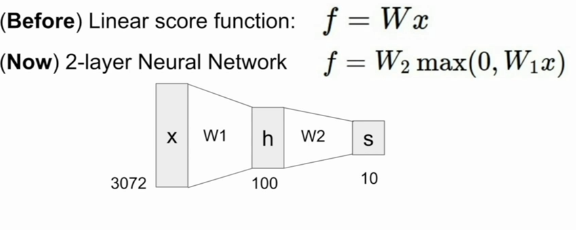 (Before) Linear score function: f = Wx
(Now) 2-layer Neural Network f = W₂ max(0, W₁x)
x W1 h W2 s
3072 100 10